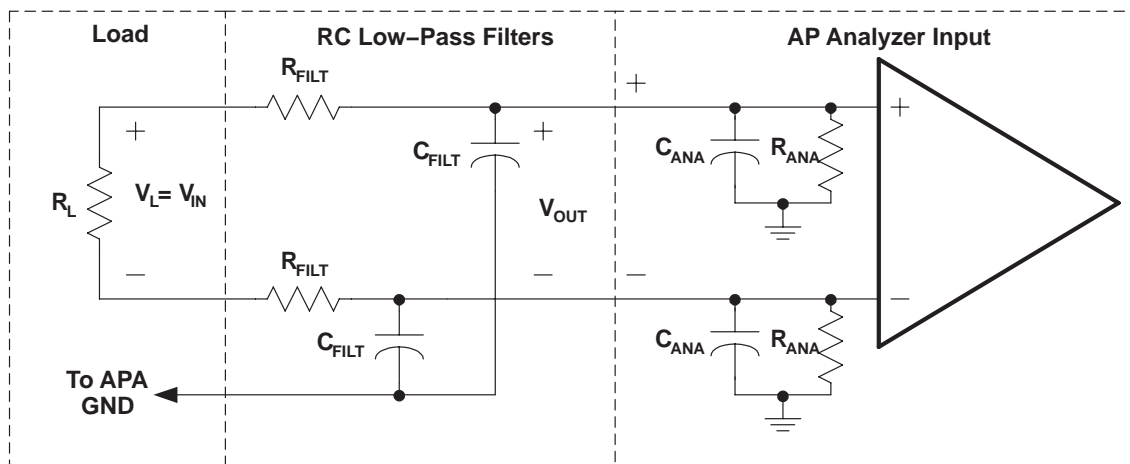 Load
RC Low−Pass Filters
AP Analyzer Input
R_FILT
+
+
+
+
C_FILT
C_ANA
R_ANA
R_L
V_L= V_IN
V_OUT
R_FILT
−
−
−
−
C_FILT
C_ANA
R_ANA
To APA
GND